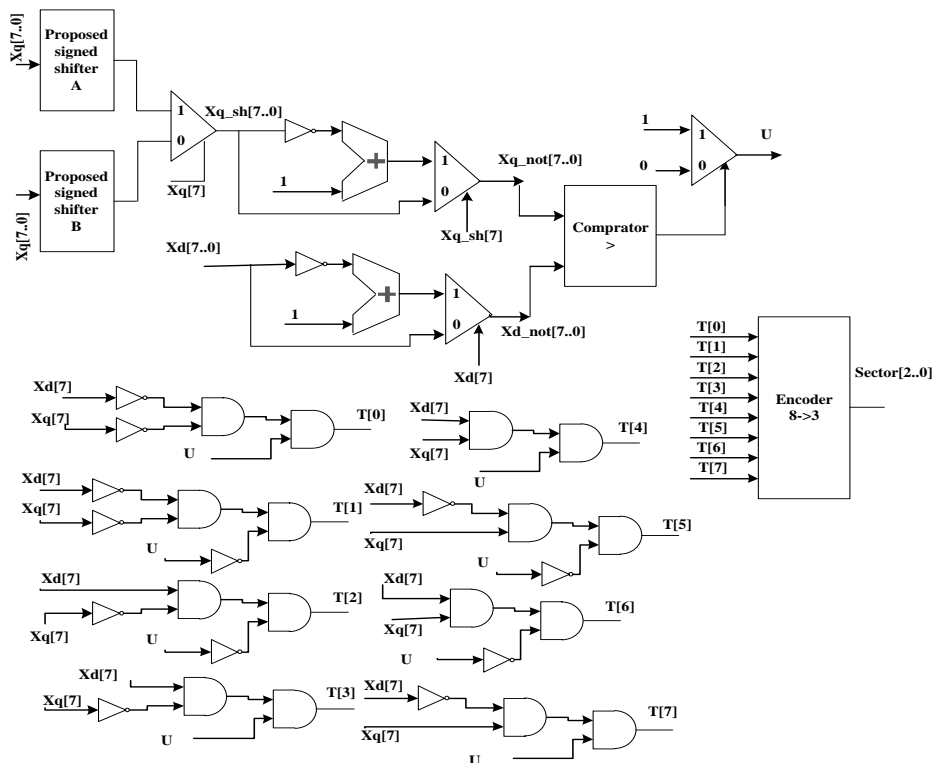 Xq[7..0]
Proposed
signed
shifter
A
1
0
Xq[7]
Xq_sh[7..0]
Proposed
signed
shifter
B
Xq[7..0]
+
1
1
0
Xq_not[7..0]
Xq_sh[7]
Comprator
>
1
0
1
0
U
Xd[7..0]
+
1
1
0
Xd_not[7..0]
Xd[7]
T[0]
T[1]
T[2]
T[3]
T[4]
T[5]
T[6]
T[7]
Encoder
8->3
Sector[2..0]
Xd[7]
Xq[7]
U
T[0]
Xd[7]
Xq[7]
U
T[4]
Xd[7]
Xq[7]
U
T[1]
Xd[7]
Xq[7]
U
T[5]
Xd[7]
Xq[7]
U
T[2]
Xd[7]
Xq[7]
U
T[6]
Xd[7]
Xq[7]
U
T[3]
Xd[7]
Xq[7]
U
T[7]